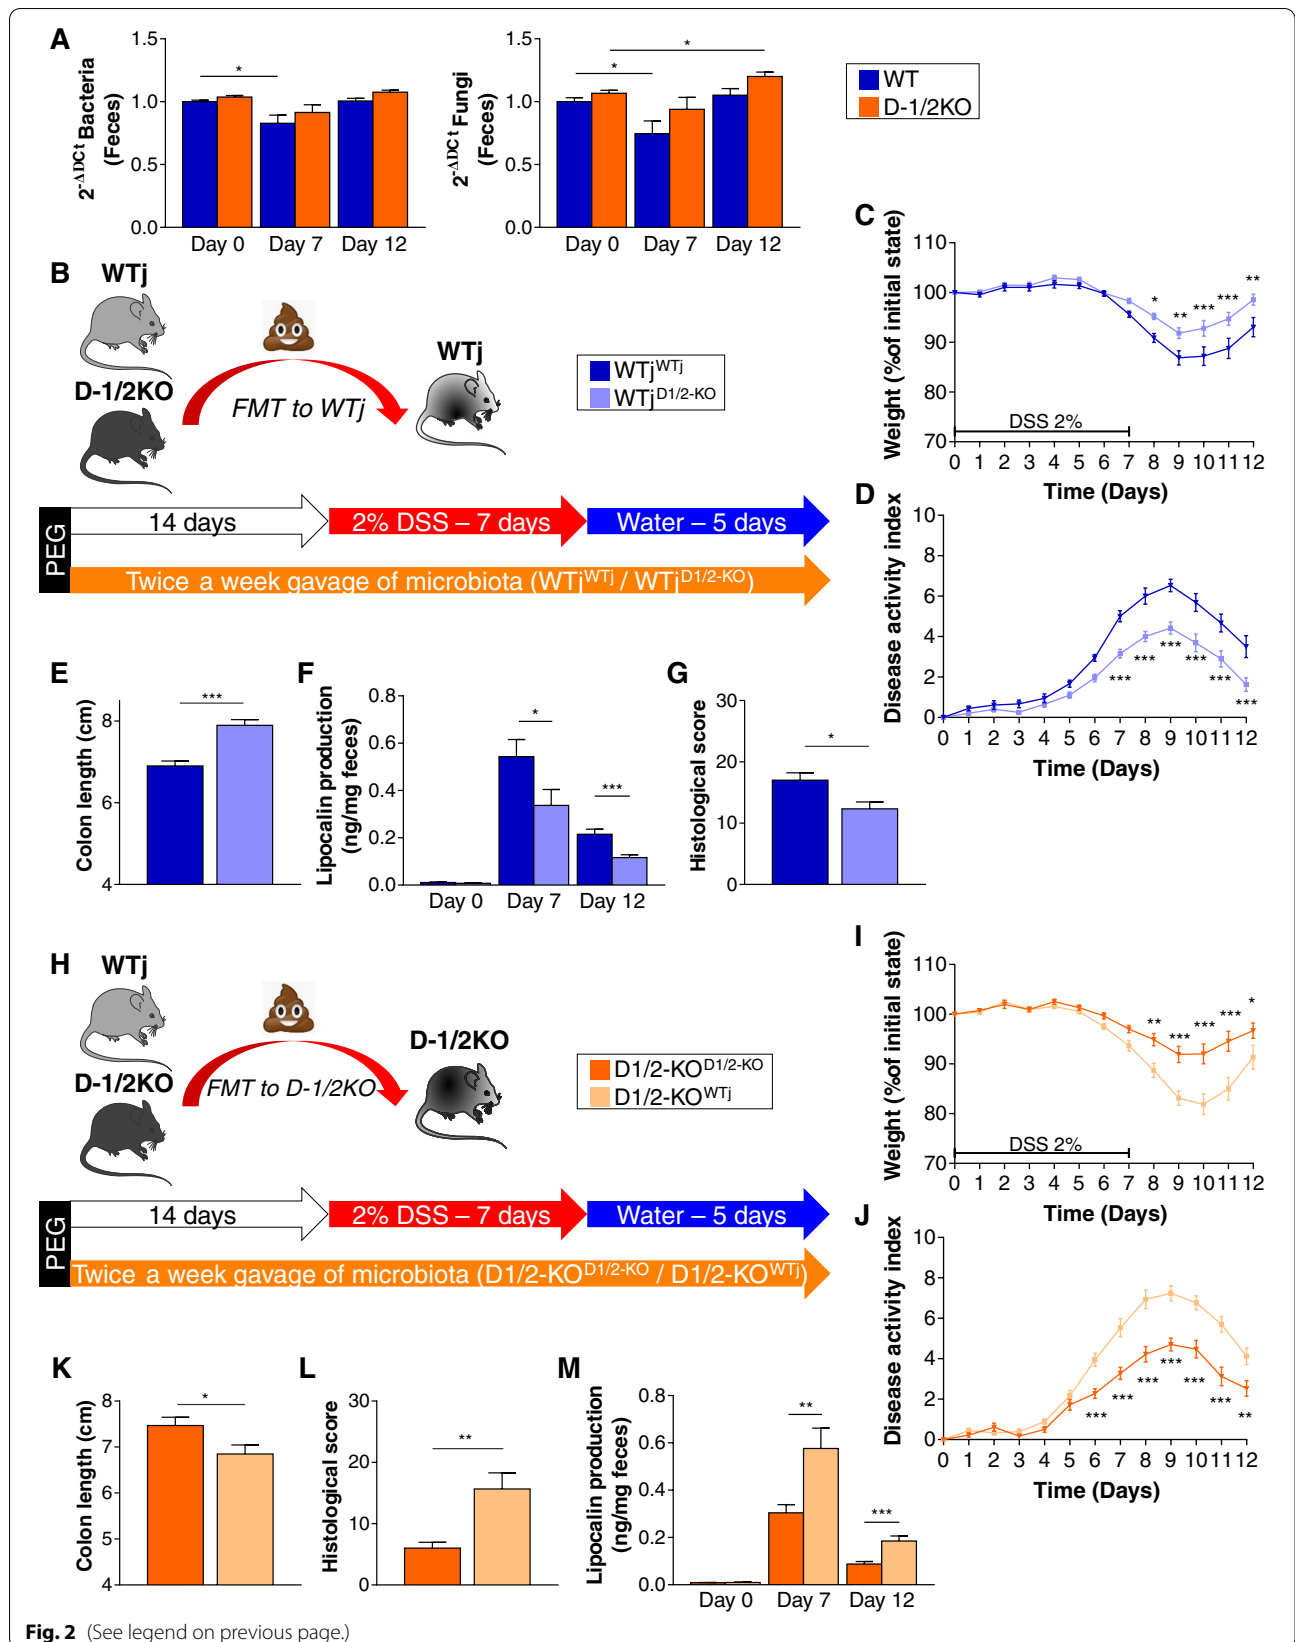 A
1.5
1.0
0.5
0.0
2-ΔDCt Bacteria
(Feces)
*
Day 0 Day 7 Day 12
1.5
1.0
0.5
0.0
2-ΔDCt Fungi
(Feces)
*
*
Day 0 Day 7 Day 12
WT
D-1/2KO
B
WTj
D-1/2KO
FMT to WTj
WTj
WTjWTj
WTjD1/2-KO
PEG
14 days
2% DSS – 7 days
Water – 5 days
Twice a week gavage of microbiota (WTjWTj / WTjD1/2-KO)
C
Weight (%of initial state)
110
100
90
80
70
* ** *** *** **
DSS 2%
0 1 2 3 4 5 6 7 8 9 10 11 12
Time (Days)
D
Disease activity index
10
8
6
4
2
0
*** *** *** *** *** ***
0 1 2 3 4 5 6 7 8 9 10 11 12
Time (Days)
E
Colon length (cm)
8
6
4
***
F
Lipocalin production
(ng/mg feces)
0.8
0.6
0.4
0.2
0.0
*
***
Day 0 Day 7 Day 12
G
Histological score
30
20
10
0
*
H
WTj
D-1/2KO
FMT to D-1/2KO
D-1/2KO
D1/2-KOD1/2-KO
D1/2-KOWTj
PEG
14 days
2% DSS – 7 days
Water – 5 days
Twice a week gavage of microbiota (D1/2-KOD1/2-KO / D1/2-KOWTj)
I
Weight (%of initial state)
110
100
90
80
70
** *** *** *** *
DSS 2%
0 1 2 3 4 5 6 7 8 9 10 11 12
Time (Days)
J
Disease activity index
10
8
6
4
2
0
*** *** *** *** *** *** **
0 1 2 3 4 5 6 7 8 9 10 11 12
Time (Days)
K
Colon length (cm)
8
7
6
5
4
*
L
Histological score
30
20
10
0
**
M
Lipocalin production
(ng/mg feces)
0.8
0.6
0.4
0.2
0.0
**
***
Day 0 Day 7 Day 12
Fig. 2 (See legend on previous page.)